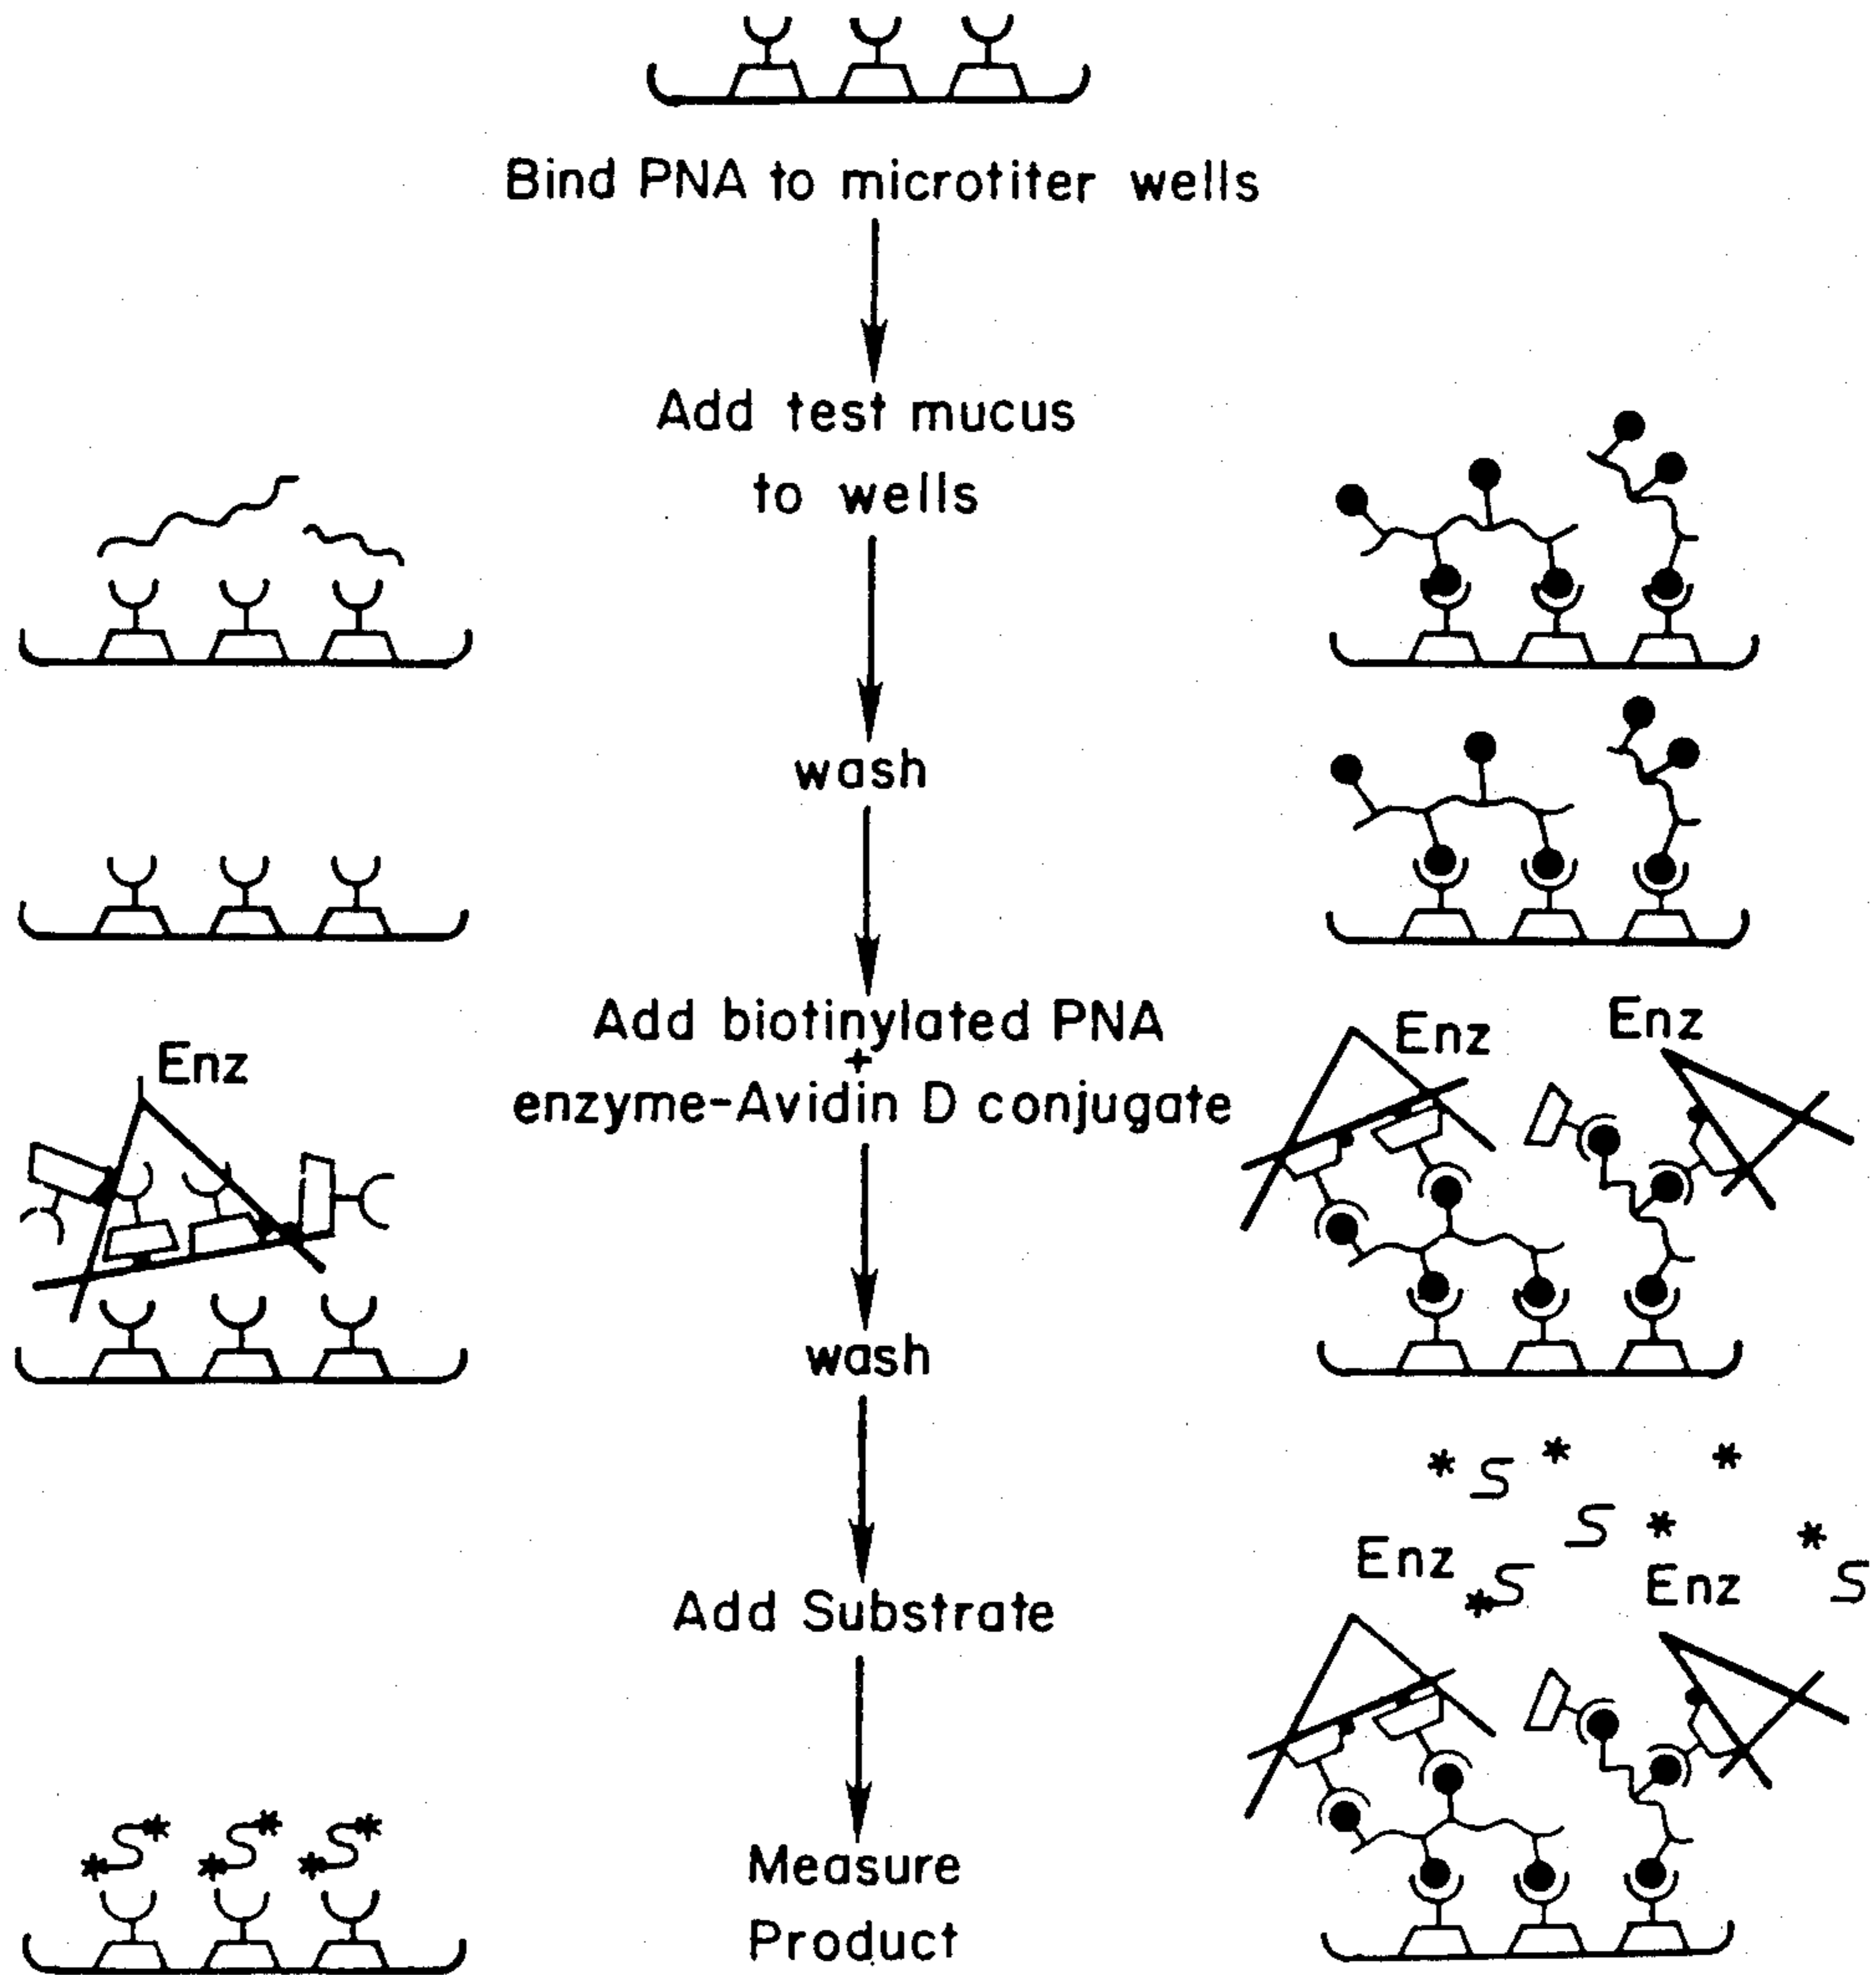 Bind PNA to microtiter wells
Add test mucus
to wells
wash
Add biotinylated PNA
+
enzyme-Avidin D conjugate
Enz
Enz
Enz
wash
* S * *
S * *
Enz *S Enz S
Add Substrate
*S* *S* *S*
Measure
Product